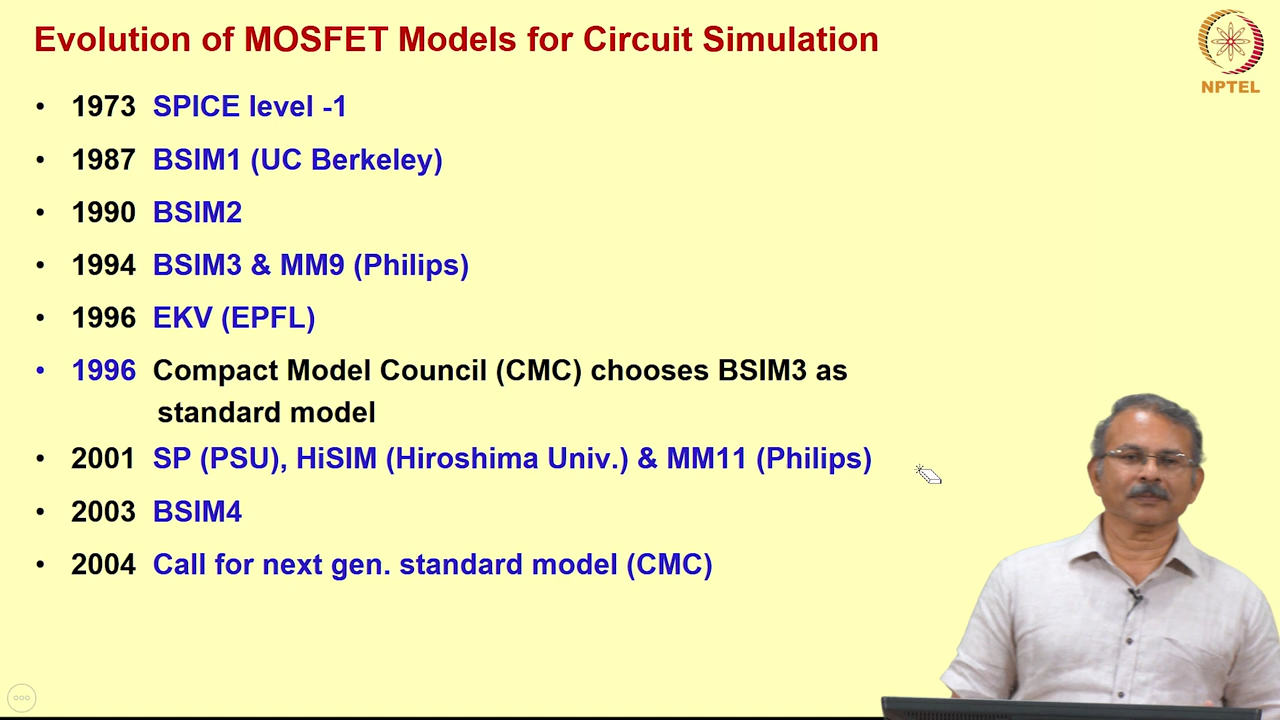 Evolution of MOSFET Models for Circuit Simulation
NPTEL
• 1973 SPICE level -1
• 1987 BSIM1 (UC Berkeley)
• 1990 BSIM2
• 1994 BSIM3 & MM9 (Philips)
• 1996 EKV (EPFL)
• 1996 Compact Model Council (CMC) chooses BSIM3 as
standard model
• 2001 SP (PSU), HiSIM (Hiroshima Univ.) & MM11 (Philips)
• 2003 BSIM4
• 2004 Call for next gen. standard model (CMC)